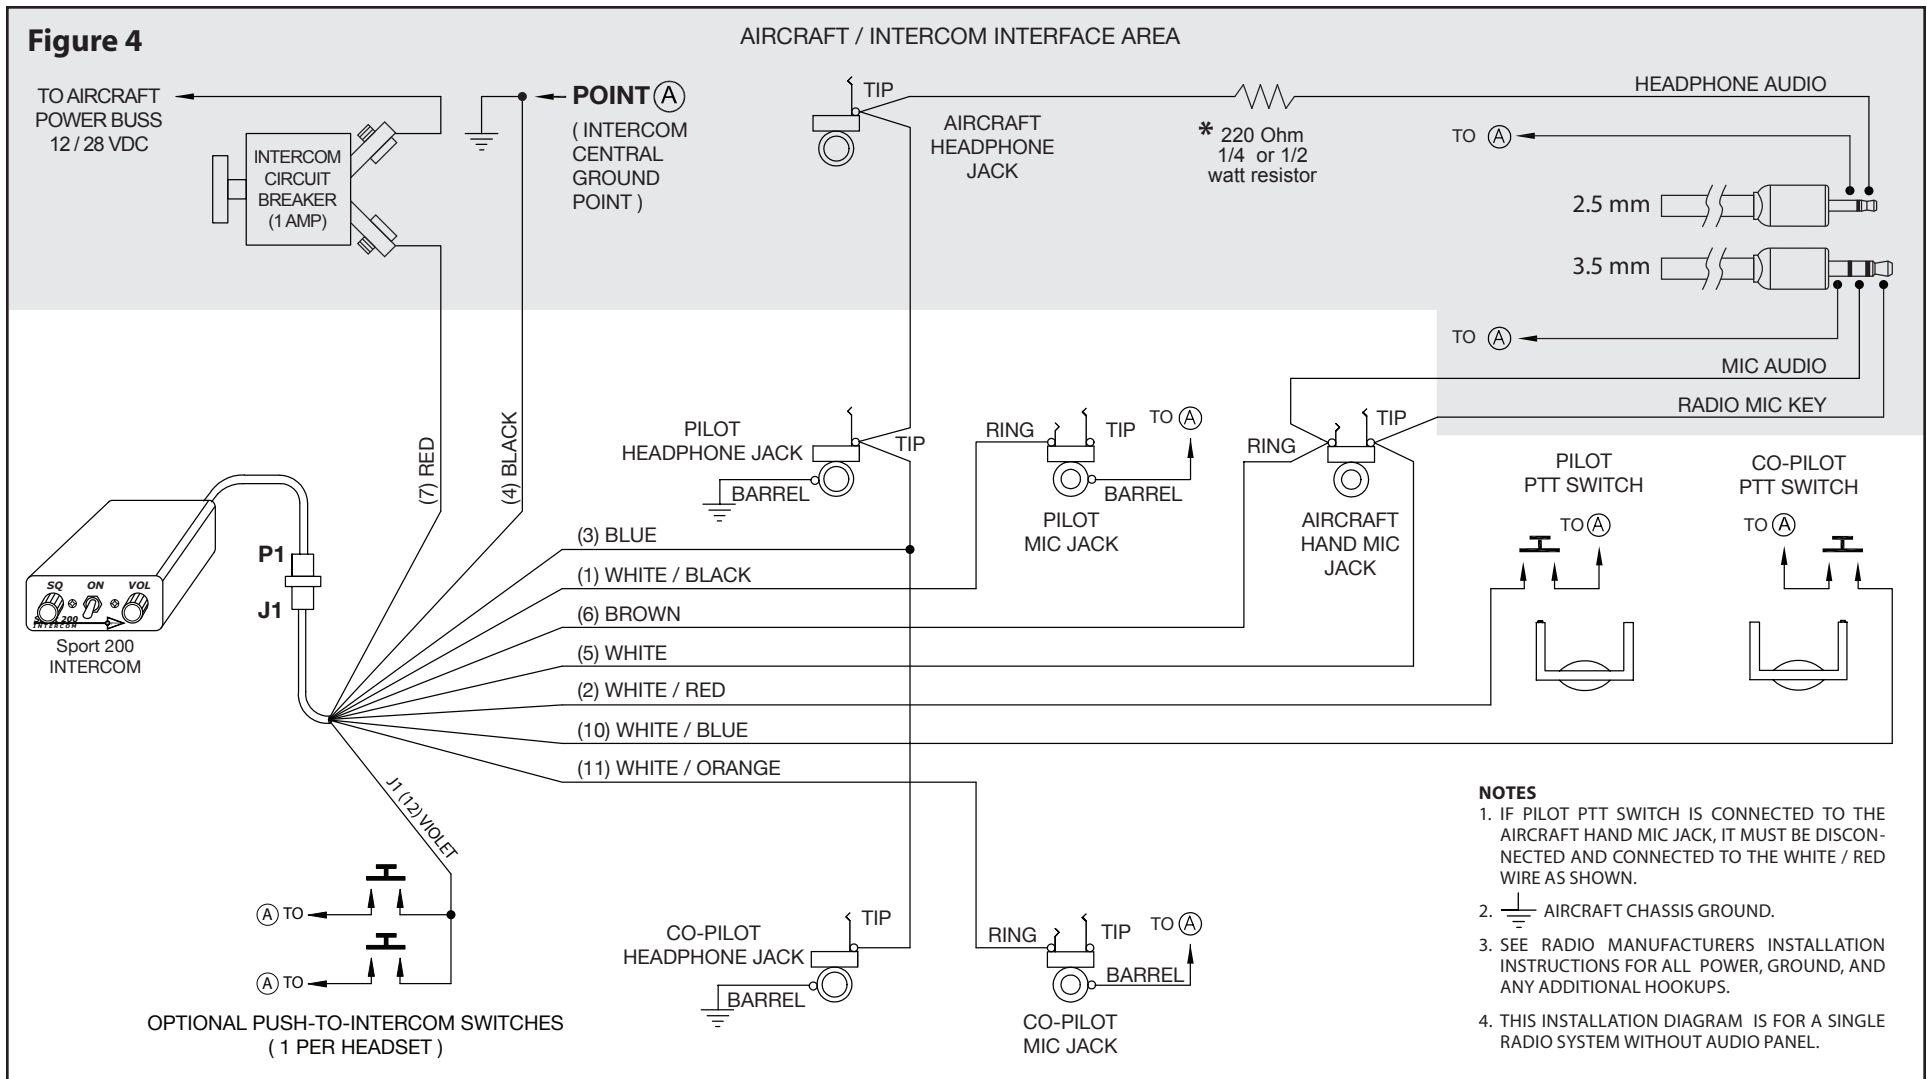 Figure 4
AIRCRAFT / INTERCOM INTERFACE AREA
TO AIRCRAFT
POWER BUSS
12 / 28 VDC
INTERCOM
CIRCUIT
BREAKER
(1 AMP)
POINT A
( INTERCOM
CENTRAL
GROUND
POINT )
TIP
AIRCRAFT
HEADPHONE
JACK
* 220 Ohm
1/4 or 1/2
watt resistor
HEADPHONE AUDIO
TO A
2.5 mm
3.5 mm
TO A
MIC AUDIO
RADIO MIC KEY
(7) RED
(4) BLACK
PILOT
HEADPHONE JACK
TIP
BARREL
RING
TIP
TO A
BARREL
PILOT
MIC JACK
RING
TIP
AIRCRAFT
HAND MIC
JACK
PILOT
PTT SWITCH
TO A
CO-PILOT
PTT SWITCH
TO A
P1
J1
SQ ON VOL
INTERCOM
Sport 200
INTERCOM
(3) BLUE
(1) WHITE / BLACK
(6) BROWN
(5) WHITE
(2) WHITE / RED
(10) WHITE / BLUE
(11) WHITE / ORANGE
J1 (12) VIOLET
A TO
A TO
OPTIONAL PUSH-TO-INTERCOM SWITCHES
( 1 PER HEADSET )
CO-PILOT
HEADPHONE JACK
TIP
BARREL
RING
TIP
TO A
BARREL
CO-PILOT
MIC JACK
NOTES
1. IF PILOT PTT SWITCH IS CONNECTED TO THE
AIRCRAFT HAND MIC JACK, IT MUST BE DISCON-
NECTED AND CONNECTED TO THE WHITE / RED
WIRE AS SHOWN.
2. AIRCRAFT CHASSIS GROUND.
3. SEE RADIO MANUFACTURERS INSTALLATION
INSTRUCTIONS FOR ALL POWER, GROUND, AND
ANY ADDITIONAL HOOKUPS.
4. THIS INSTALLATION DIAGRAM IS FOR A SINGLE
RADIO SYSTEM WITHOUT AUDIO PANEL.